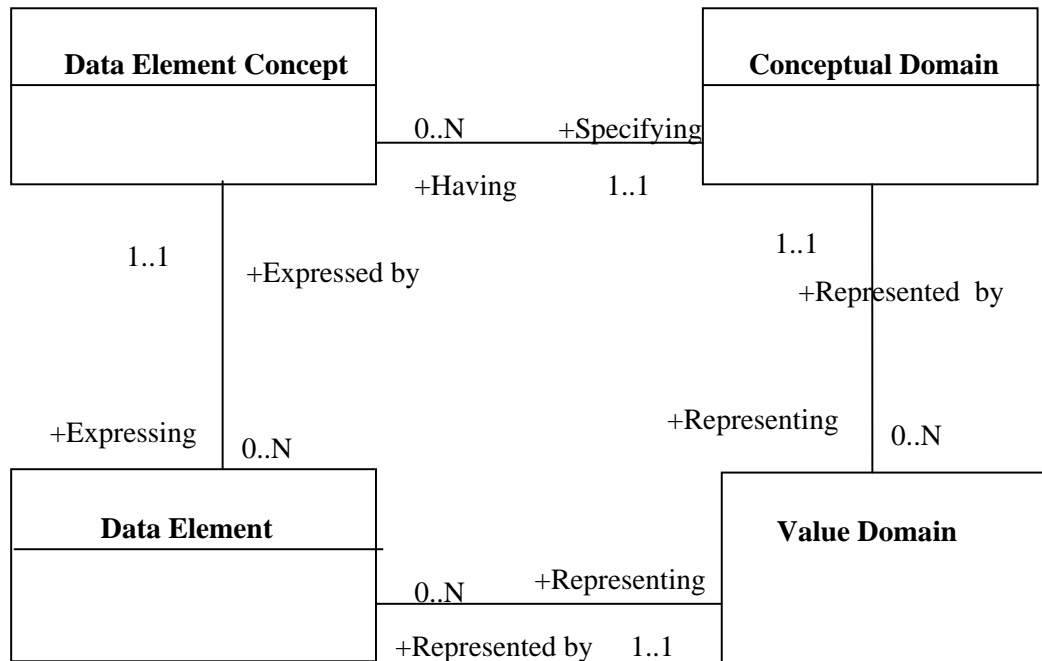 Data Element Concept
Conceptual Domain
0..N
+Specifying
+Having
1..1
1..1
+Expressed by
1..1
+Represented by
+Expressing
0..N
+Representing
0..N
Data Element
Value Domain
0..N
+Representing
+Represented by
1..1